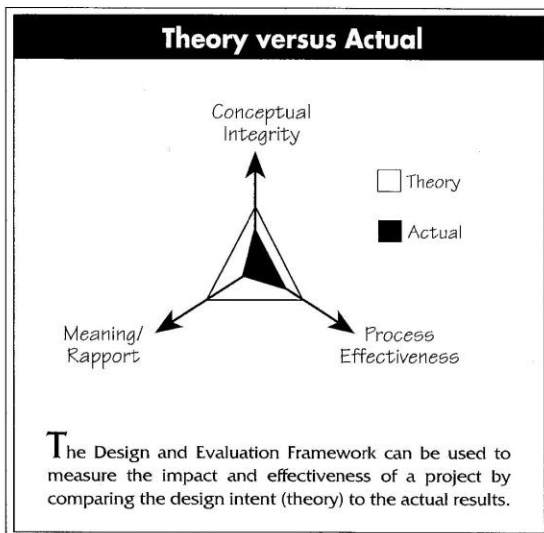 Theory versus Actual
Conceptual
Integrity
Theory
Actual
Meaning/
Rapport
Process
Effectiveness
The Design and Evaluation Framework can be used to
measure the impact and effectiveness of a project by
comparing the design intent (theory) to the actual results.